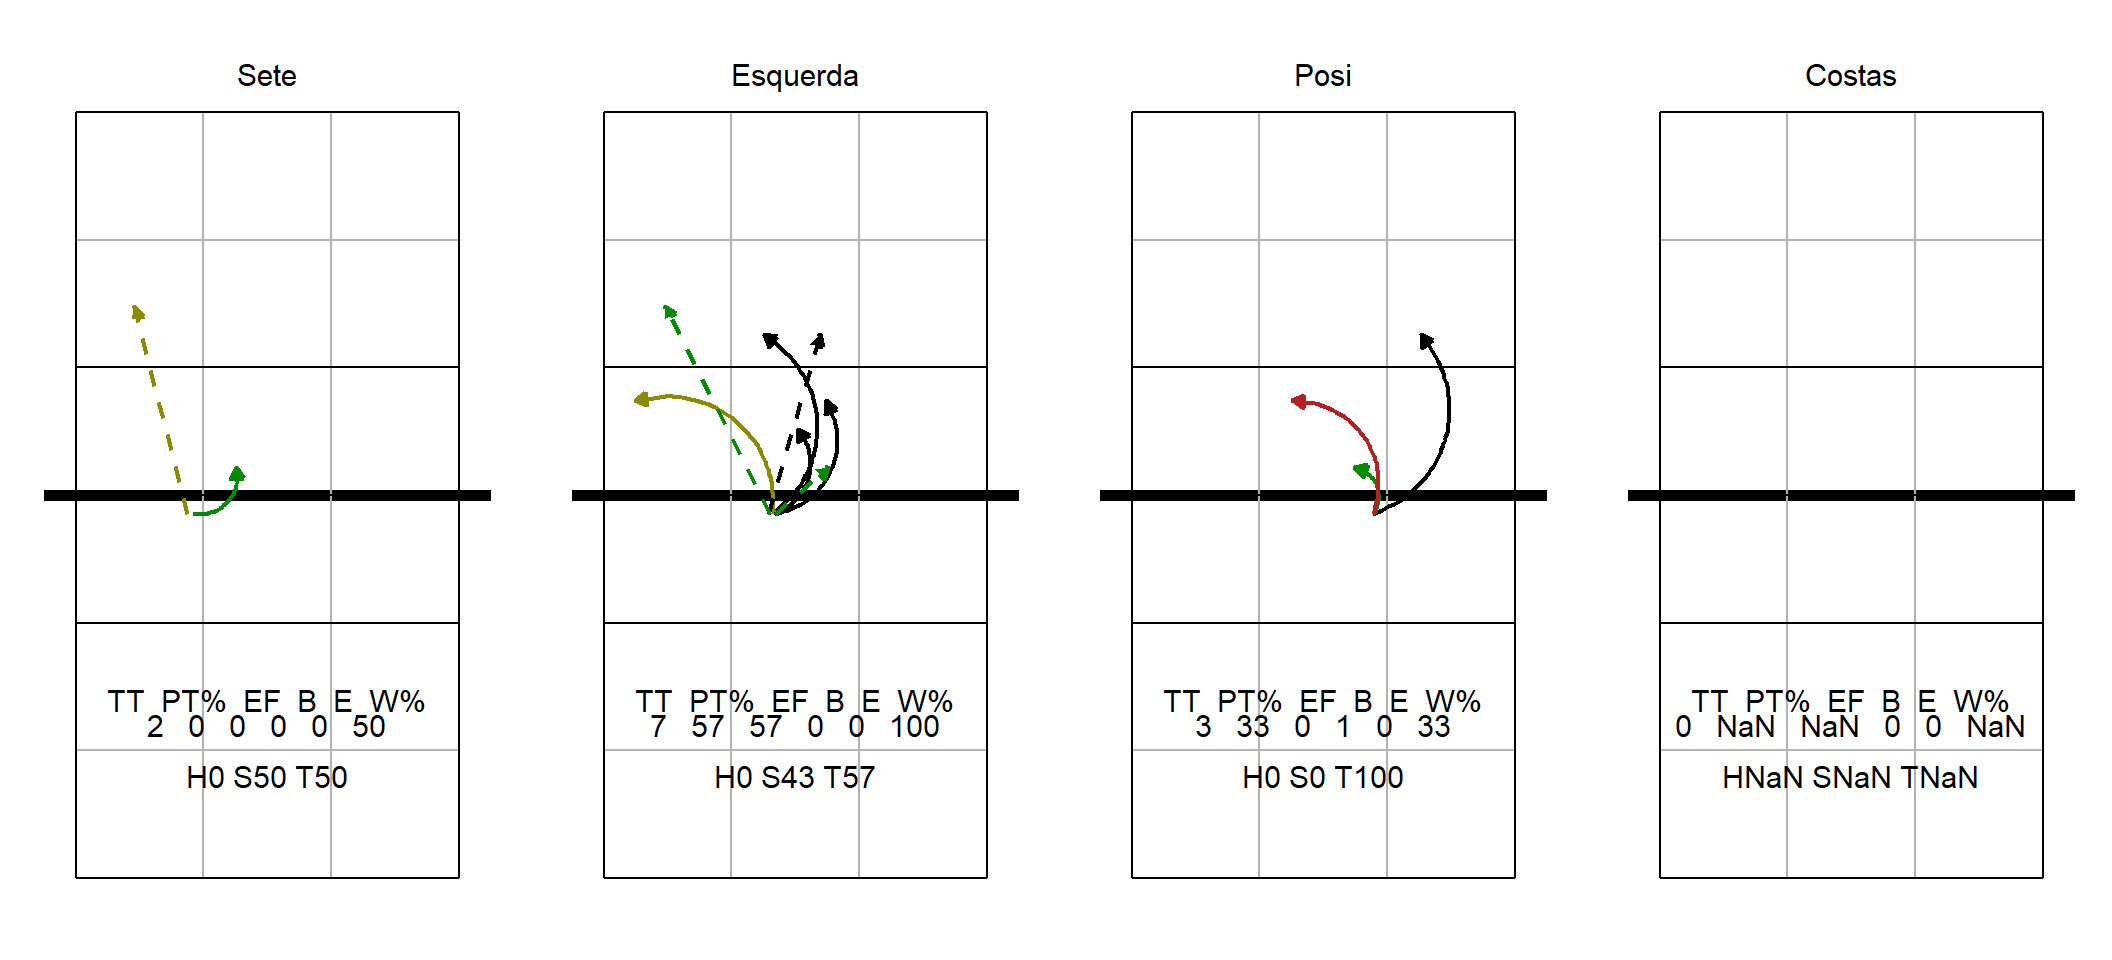 Sete
TT PT% EF B E W%
2 0 0 0 0 50
H0 S50 T50
Esquerda
TT PT% EF B E W%
7 57 57 0 0 100
H0 S43 T57
Posi
TT PT% EF B E W%
3 33 0 1 0 33
H0 S0 T100
Costas
TT PT% EF B E W%
0 NaN NaN 0 0 NaN
HNaN SNaN TNaN